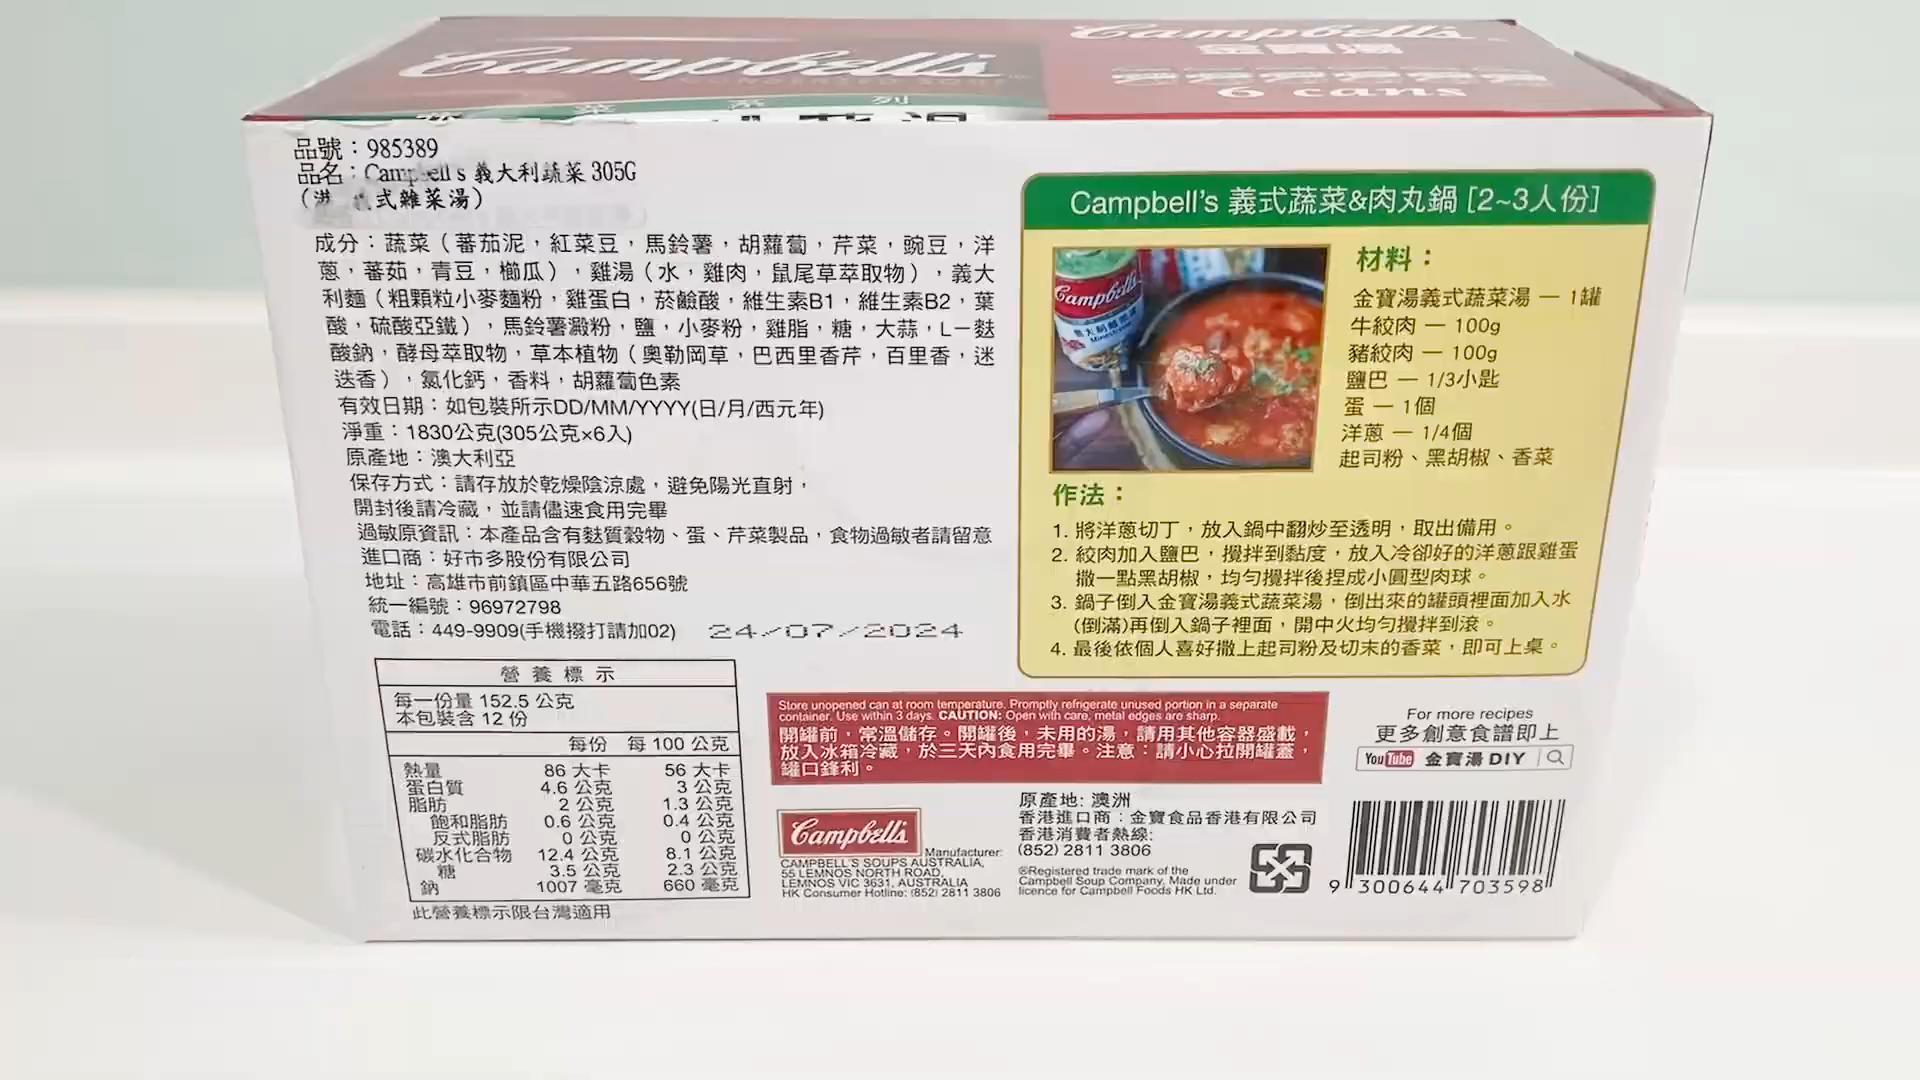 Campbell's
Campbell's
金寶湯
6 cans
菜 系 列
品號：985389
品名：Campbell's 義大利蔬菜 305G
（港 式雜菜湯）
成分：蔬菜（蕃茄泥，紅菜豆，馬鈴薯，胡蘿蔔，芹菜，豌豆，洋
蔥，蕃茄，青豆，櫛瓜），雞湯（水，雞肉，鼠尾草萃取物），義大
利麵（粗顆粒小麥麵粉，雞蛋白，菸鹼酸，維生素B1，維生素B2，葉
酸，硫酸亞鐵），馬鈴薯澱粉，鹽，小麥粉，雞脂，糖，大蒜，L－麩
酸鈉，酵母萃取物，草本植物（奧勒岡草，巴西里香芹，百里香，迷
迭香），氯化鈣，香料，胡蘿蔔色素
有效日期：如包裝所示DD/MM/YYYY(日/月/西元年)
淨重：1830公克(305公克×6入)
原產地：澳大利亞
保存方式：請存放於乾燥陰涼處，避免陽光直射，
開封後請冷藏，並請儘速食用完畢
過敏原資訊：本產品含有麩質穀物、蛋、芹菜製品，食物過敏者請留意
進口商：好市多股份有限公司
地址：高雄市前鎮區中華五路656號
統一編號：96972798
電話：449-9909(手機撥打請加02)
24/07/2024
營養標示
每一份量 152.5 公克
本包裝含 12 份
每份 每 100 公克
熱量 86 大卡 56 大卡
蛋白質 4.6 公克 3 公克
脂肪 2 公克 1.3 公克
飽和脂肪 0.6 公克 0.4 公克
反式脂肪 0 公克 0 公克
碳水化合物 12.4 公克 8.1 公克
糖 3.5 公克 2.3 公克
鈉 1007 毫克 660 毫克
此營養標示限台灣適用
Campbell's 義式蔬菜&肉丸鍋 [2~3人份]
Campbell's
Minestrone
材料：
金寶湯義式蔬菜湯 — 1罐
牛絞肉 — 100g
豬絞肉 — 100g
鹽巴 — 1/3小匙
蛋 — 1個
洋蔥 — 1/4個
起司粉、黑胡椒、香菜
作法：
1. 將洋蔥切丁，放入鍋中翻炒至透明，取出備用。
2. 絞肉加入鹽巴，攪拌到黏度，放入冷卻好的洋蔥跟雞蛋
撒一點黑胡椒，均勻攪拌後捏成小圓型肉球。
3. 鍋子倒入金寶湯義式蔬菜湯，倒出來的罐頭裡面加入水
(倒滿)再倒入鍋子裡面，開中火均勻攪拌到滾。
4. 最後依個人喜好撒上起司粉及切末的香菜，即可上桌。
Store unopened can at room temperature. Promptly refrigerate unused portion in a separate
container. Use within 3 days. CAUTION: Open with care, metal edges are sharp.
開罐前，常溫儲存。開罐後，未用的湯，請用其他容器盛載，
放入冰箱冷藏，於三天內食用完畢。注意：請小心拉開罐蓋，
罐口鋒利。
For more recipes
更多創意食譜即上
YouTube 金寶湯 DIY
Campbell's
Manufacturer:
CAMPBELL'S SOUPS AUSTRALIA,
55 LEMNOS NORTH ROAD,
LEMNOS VIC 3631, AUSTRALIA
HK Consumer Hotline: (852) 2811 3806
原產地: 澳洲
香港進口商：金寶食品香港有限公司
香港消費者熱線:
(852) 2811 3806
®Registered trade mark of the
Campbell Soup Company. Made under
licence for Campbell Foods HK Ltd.
9 300644 703598